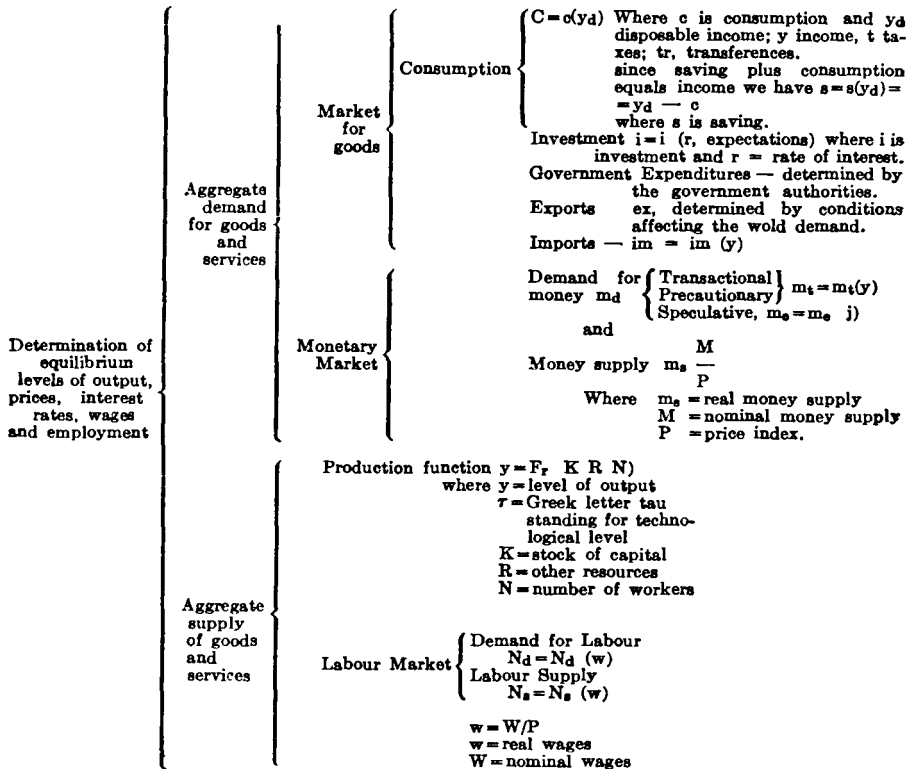 C=c(yd) Where c is consumption and yd
disposable income; y income, t ta-
xes; tr, transferences.
since saving plus consumption
equals income we have s=s(yd)=
=yd — c
where s is saving.
Consumption
Market
for
goods
Investment i=i (r, expectations) where i is
investment and r = rate of interest.
Government Expenditures — determined by
the government authorities.
Exports ex, determined by conditions
affecting the wold demand.
Imports — im = im (y)
Aggregate
demand
for goods
and
services
Demand for
money md
Transactional
Precautionary
mt=mt(y)
Speculative, me=me j)
and
Monetary
Market
Money supply ms M
P
Where ms=real money supply
M =nominal money supply
P =price index.
Determination of
equilibrium
levels of output,
prices, interest
rates, wages
and employment
Production function y=Fr K R N)
where y=level of output
τ=Greek letter tau
standing for techno-
logical level
K=stock of capital
R=other resources
N=number of workers
Aggregate
supply
of goods
and
services
Labour Market
Demand for Labour
Nd=Nd (w)
Labour Supply
Ns=Ns (w)
w=W/P
w=real wages
W=nominal wages